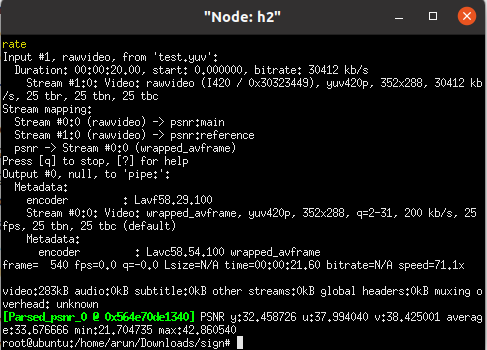 "Node: h2"
rate
Input #1, rawvideo, from 'test.yuv':
  Duration: 00:00:20.00, start: 0.000000, bitrate: 30412 kb/s
    Stream #1:0: Video: rawvideo (I420 / 0x30323449), yuv420p, 352x288, 30412 kb
/s, 25 tbr, 25 tbn, 25 tbc
Stream mapping:
  Stream #0:0 (rawvideo) -> psnr:main
  Stream #1:0 (rawvideo) -> psnr:reference
  psnr -> Stream #0:0 (wrapped_avframe)
Press [q] to stop, [?] for help
Output #0, null, to 'pipe:':
  Metadata:
    encoder         : Lavf58.29.100
    Stream #0:0: Video: wrapped_avframe, yuv420p, 352x288, q=2-31, 200 kb/s, 25
fps, 25 tbn, 25 tbc (default)
    Metadata:
      encoder         : Lavc58.54.100 wrapped_avframe
frame=  540 fps=0.0 q=-0.0 Lsize=N/A time=00:00:21.60 bitrate=N/A speed=71.1x
video:283kB audio:0kB subtitle:0kB other streams:0kB global headers:0kB muxing o
verhead: unknown
[Parsed_psnr_0 @ 0x564e70de1340] PSNR y:32.458726 u:37.994040 v:38.425001 averag
e:33.676666 min:21.704735 max:42.860540
root@ubuntu:/home/arun/Downloads/sign#